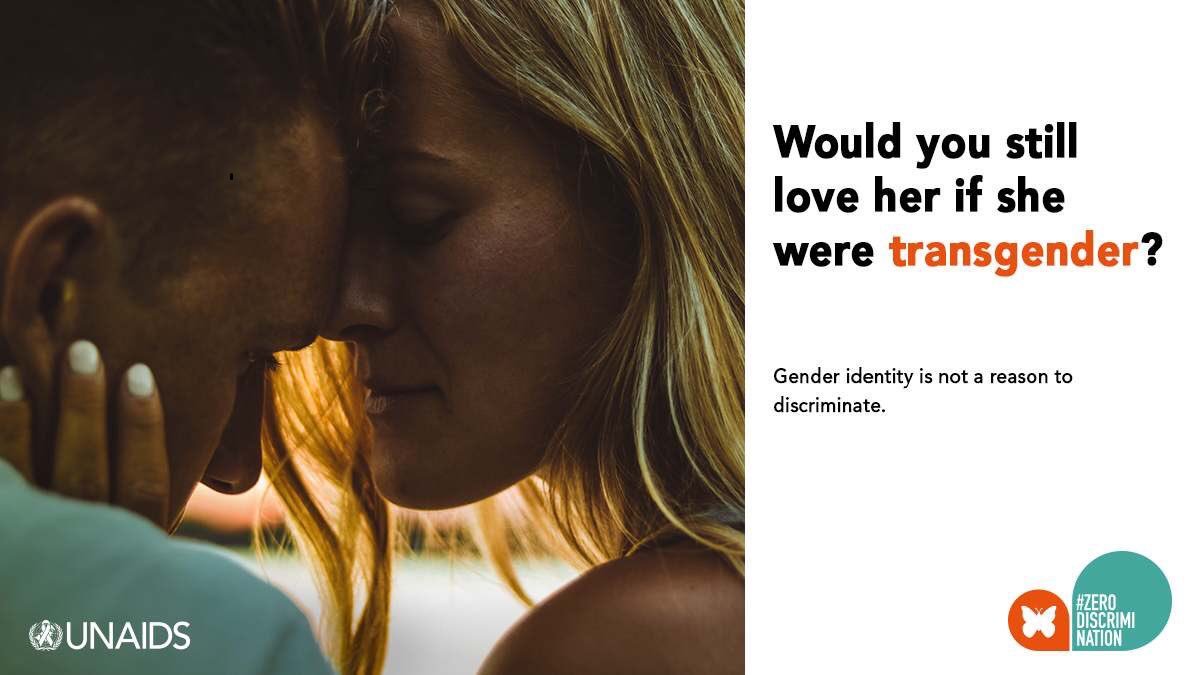 Would you still
love her if she
were transgender?
Gender identity is not a reason to
discriminate.
UNAIDS
#ZERO
DISCRIMI
NATION